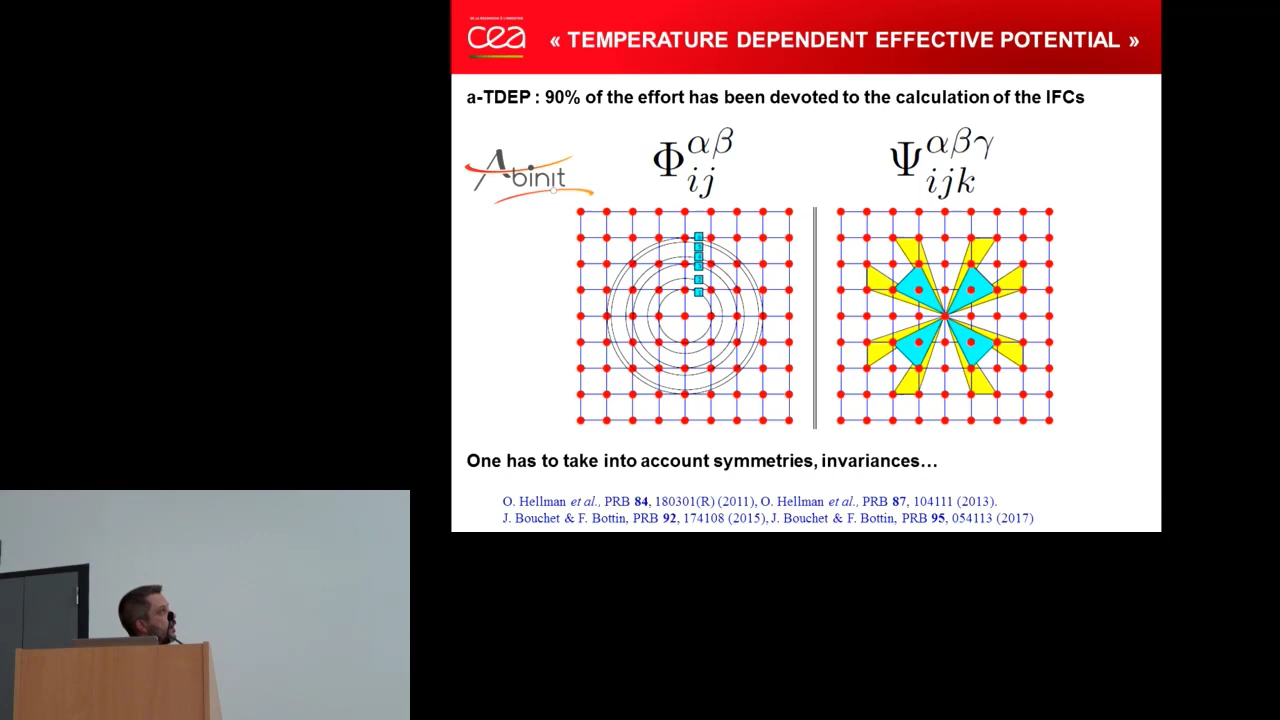 cea
« TEMPERATURE DEPENDENT EFFECTIVE POTENTIAL »
a-TDEP : 90% of the effort has been devoted to the calculation of the IFCs
Abinit
Φ_{ij}^{αβ}
Ψ_{ijk}^{αβγ}
One has to take into account symmetries, invariances…
O. Hellman et al., PRB 84, 180301(R) (2011), O. Hellman et al., PRB 87, 104111 (2013).
J. Bouchet & F. Bottin, PRB 92, 174108 (2015), J. Bouchet & F. Bottin, PRB 95, 054113 (2017)